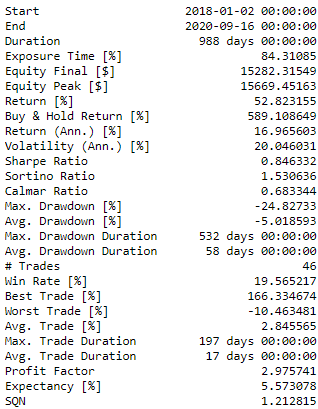 Start 2018-01-02 00:00:00
End 2020-09-16 00:00:00
Duration 988 days 00:00:00
Exposure Time [%] 84.31085
Equity Final [$] 15282.31549
Equity Peak [$] 15669.45163
Return [%] 52.823155
Buy & Hold Return [%] 589.108649
Return (Ann.) [%] 16.965603
Volatility (Ann.) [%] 20.046031
Sharpe Ratio 0.846332
Sortino Ratio 1.530636
Calmar Ratio 0.683344
Max. Drawdown [%] -24.82733
Avg. Drawdown [%] -5.018593
Max. Drawdown Duration 532 days 00:00:00
Avg. Drawdown Duration 58 days 00:00:00
# Trades 46
Win Rate [%] 19.565217
Best Trade [%] 166.334674
Worst Trade [%] -10.463481
Avg. Trade [%] 2.845565
Max. Trade Duration 197 days 00:00:00
Avg. Trade Duration 17 days 00:00:00
Profit Factor 2.975741
Expectancy [%] 5.573078
SQN 1.212815